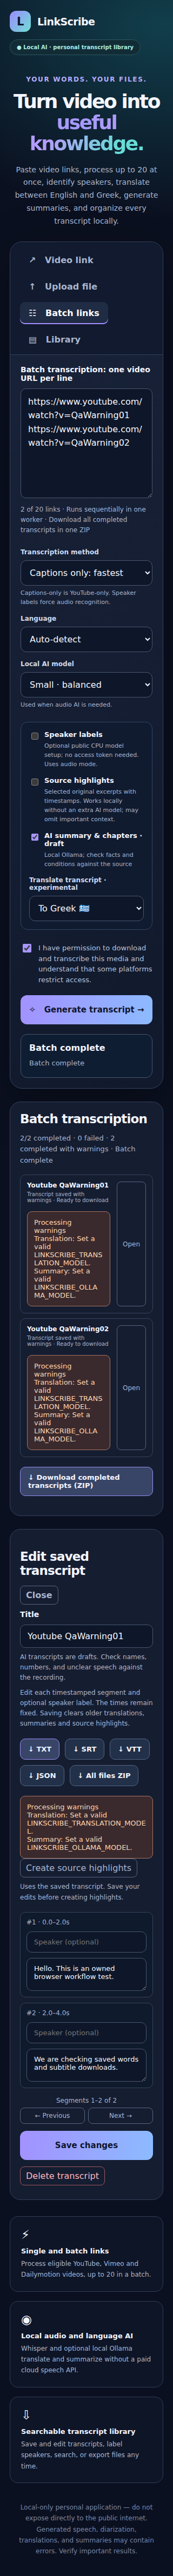 L LinkScribe
● Local AI · personal transcript library
YOUR WORDS. YOUR FILES.
Turn video into
useful
knowledge.
Paste video links, process up to 20 at
once, identify speakers, translate
between English and Greek, generate
summaries, and organize every
transcript locally.
↗ Video link
↑ Upload file
☷ Batch links
▤ Library
Batch transcription: one video
URL per line
https://www.youtube.com/
watch?v=QaWarning01
https://www.youtube.com/
watch?v=QaWarning02
2 of 20 links · Runs sequentially in one
worker · Download all completed
transcripts in one ZIP
Transcription method
Captions only: fastest
Captions-only is YouTube-only. Speaker
labels force audio recognition.
Language
Auto-detect
Local AI model
Small · balanced
Used when audio AI is needed.
Speaker labels
Optional public CPU model
setup; no access token needed.
Uses audio mode.
Source highlights
Selected original excerpts with
timestamps. Works locally
without an extra AI model; may
omit important context.
AI summary & chapters ·
draft
Local Ollama; check facts and
conditions against the source
Translate transcript ·
experimental
To Greek 🇬🇷
I have permission to download
and transcribe this media and
understand that some platforms
restrict access.
✧ Generate transcript →
Batch complete
Batch complete
Batch transcription
2/2 completed · 0 failed · 2
completed with warnings · Batch
complete
Youtube QaWarning01
Transcript saved with
warnings · Ready to download
Processing
warnings
Translation: Set a
valid
LINKSCRIBE_TRANS
LATION_MODEL.
Summary: Set a
valid
LINKSCRIBE_OLLA
MA_MODEL.
Open
Youtube QaWarning02
Transcript saved with
warnings · Ready to download
Processing
warnings
Translation: Set a
valid
LINKSCRIBE_TRANS
LATION_MODEL.
Summary: Set a
valid
LINKSCRIBE_OLLA
MA_MODEL.
Open
↓ Download completed
transcripts (ZIP)
Edit saved
transcript
Close
Title
Youtube QaWarning01
AI transcripts are drafts. Check names,
numbers, and unclear speech against
the recording.
Edit each timestamped segment and
optional speaker label. The times remain
fixed. Saving clears older translations,
summaries and source highlights.
↓ TXT ↓ SRT ↓ VTT
↓ JSON ↓ All files ZIP
Processing warnings
Translation: Set a valid
LINKSCRIBE_TRANSLATION_MODE
L.
Summary: Set a valid
LINKSCRIBE_OLLAMA_MODEL.
Create source highlights
Uses the saved transcript. Save your
edits before creating highlights.
#1 · 0.0–2.0s
Speaker (optional)
Hello. This is an owned
browser workflow test.
#2 · 2.0–4.0s
Speaker (optional)
We are checking saved words
and subtitle downloads.
Segments 1–2 of 2
← Previous Next →
Save changes
Delete transcript
⚡
Single and batch links
Process eligible YouTube, Vimeo and
Dailymotion videos, up to 20 in a batch.
◉
Local audio and language AI
Whisper and optional local Ollama
translate and summarize without a paid
cloud speech API.
⇩
Searchable transcript library
Save and edit transcripts, label
speakers, search, or export files any
time.
Local-only personal application — do not
expose directly to the public internet.
Generated speech, diarization,
translations, and summaries may contain
errors. Verify important results.